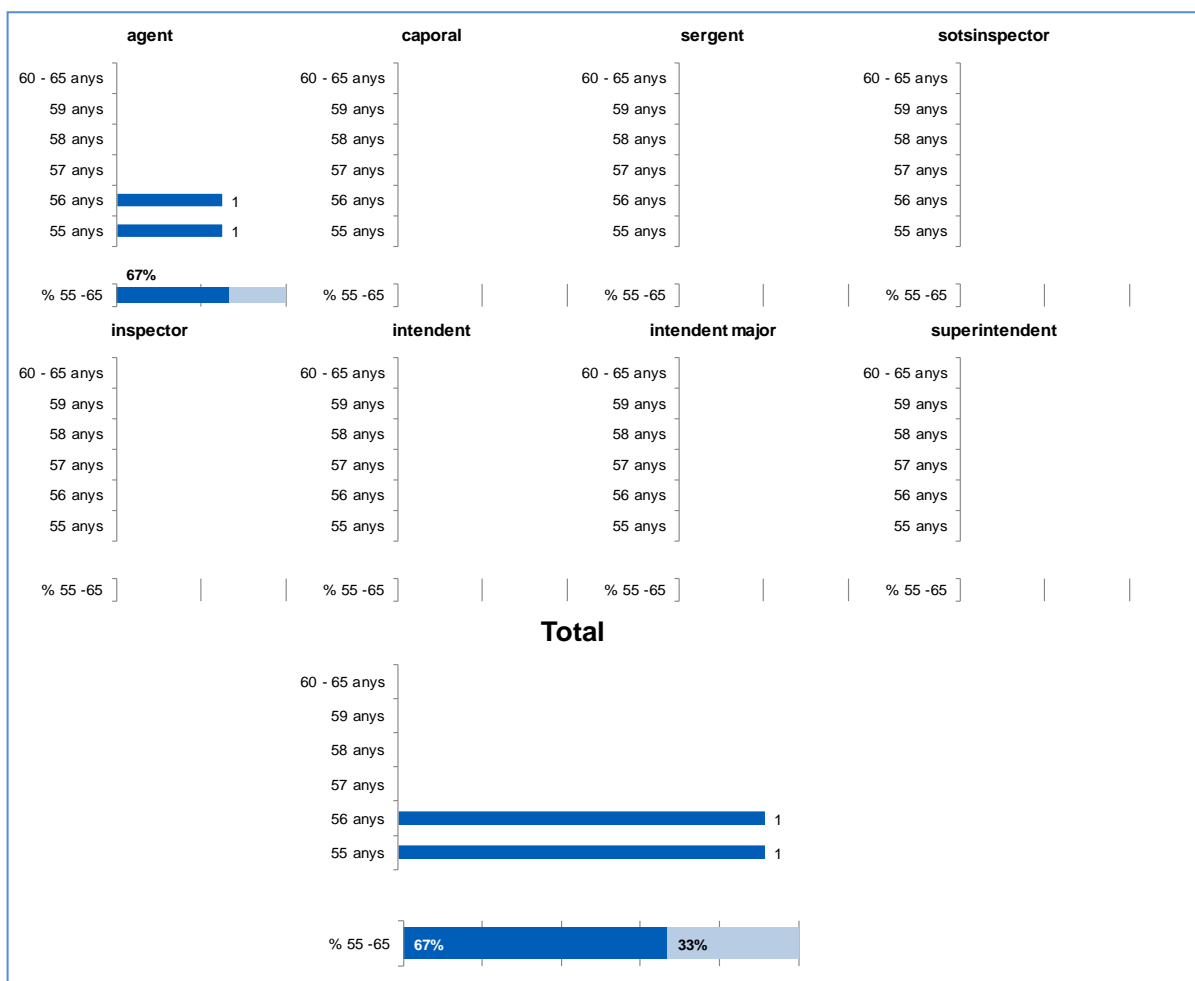 agent caporal sergent sotsinspector
60 - 65 anys 60 - 65 anys 60 - 65 anys 60 - 65 anys
59 anys 59 anys 59 anys 59 anys
58 anys 58 anys 58 anys 58 anys
57 anys 57 anys 57 anys 57 anys
56 anys 1 56 anys 56 anys 56 anys
55 anys 1 55 anys 55 anys 55 anys
67%
% 55 -65 % 55 -65 % 55 -65 % 55 -65
inspector intendent intendent major superintendent
60 - 65 anys 60 - 65 anys 60 - 65 anys 60 - 65 anys
59 anys 59 anys 59 anys 59 anys
58 anys 58 anys 58 anys 58 anys
57 anys 57 anys 57 anys 57 anys
56 anys 56 anys 56 anys 56 anys
55 anys 55 anys 55 anys 55 anys
% 55 -65 % 55 -65 % 55 -65 % 55 -65
Total
60 - 65 anys
59 anys
58 anys
57 anys
56 anys 1
55 anys 1
% 55 -65 67% 33%